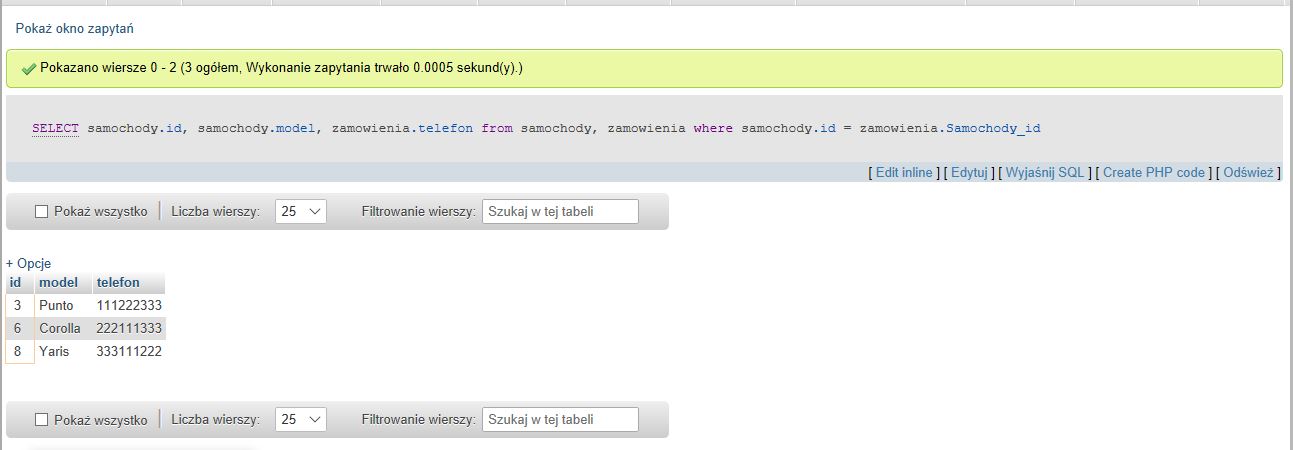 Pokaż okno zapytań
Pokazano wiersze 0 - 2 (3 ogółem, Wykonanie zapytania trwało 0.0005 sekund(y).)
SELECT samochody.id, samochody.model, zamowienia.telefon from samochody, zamowienia where samochody.id = zamowienia.Samochody_id
[ Edit inline ] [ Edytuj ] [ Wyjaśnij SQL ] [ Create PHP code ] [ Odśwież ]
Pokaż wszystko | Liczba wierszy: 25 Filtrowanie wierszy: Szukaj w tej tabeli
+ Opcje
id model telefon
3 Punto 111222333
6 Corolla 222111333
8 Yaris 333111222
Pokaż wszystko | Liczba wierszy: 25 Filtrowanie wierszy: Szukaj w tej tabeli